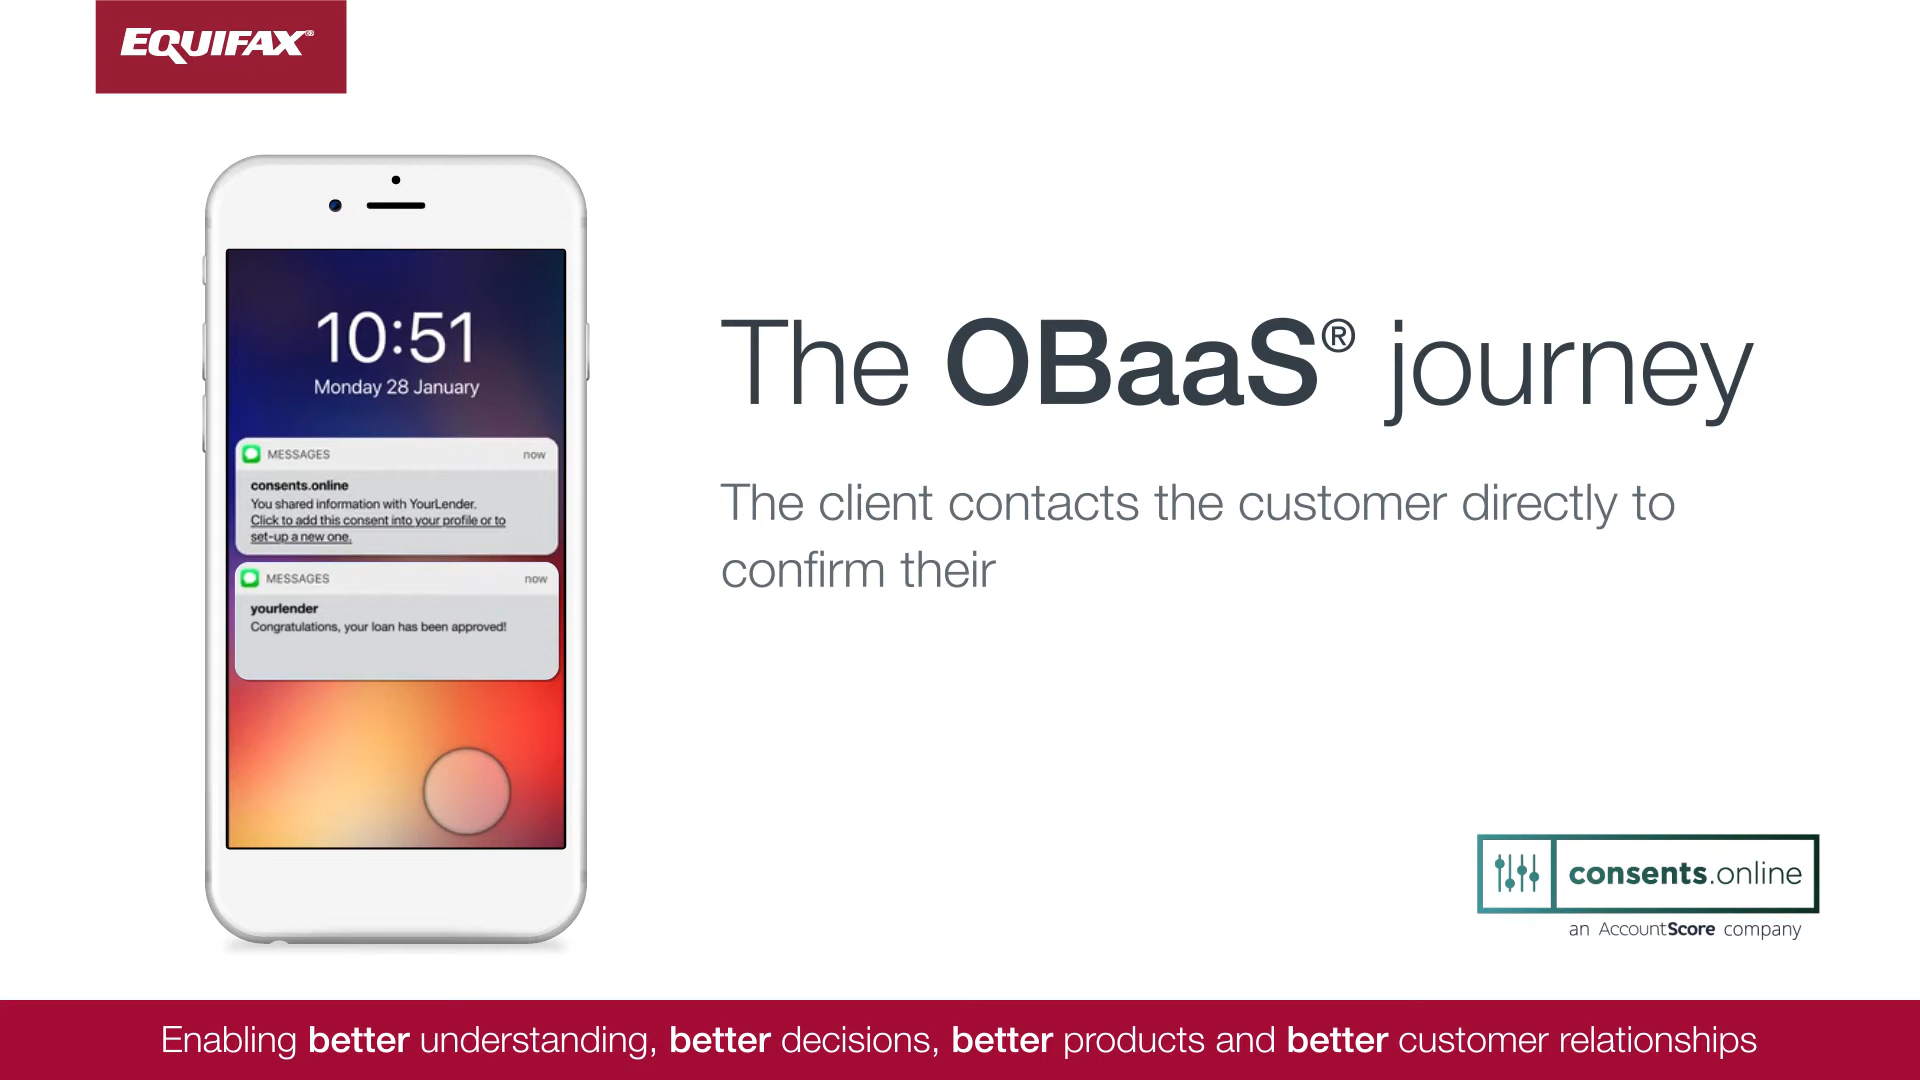 EQUIFAX®
10:51
Monday 28 January
MESSAGES now
consents.online
You shared information with YourLender.
Click to add this consent into your profile or to
set-up a new one.
MESSAGES now
yourlender
Congratulations, your loan has been approved!
The OBaaS® journey
The client contacts the customer directly to
confirm their
consents.online
an AccountScore company
Enabling better understanding, better decisions, better products and better customer relationships